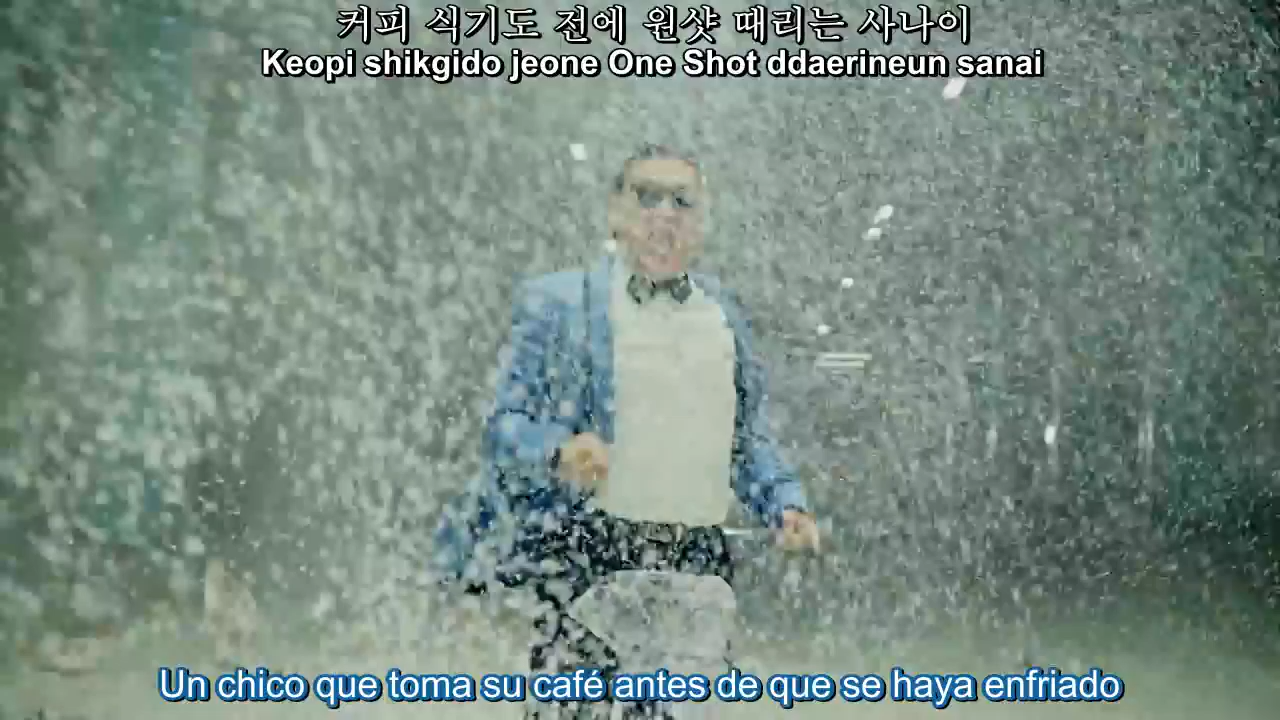 커피 식기도 전에 원샷 때리는 사나이
Keopi shikgido jeone One Shot ddaerineun sanai
Un chico que toma su café antes de que se haya enfriado